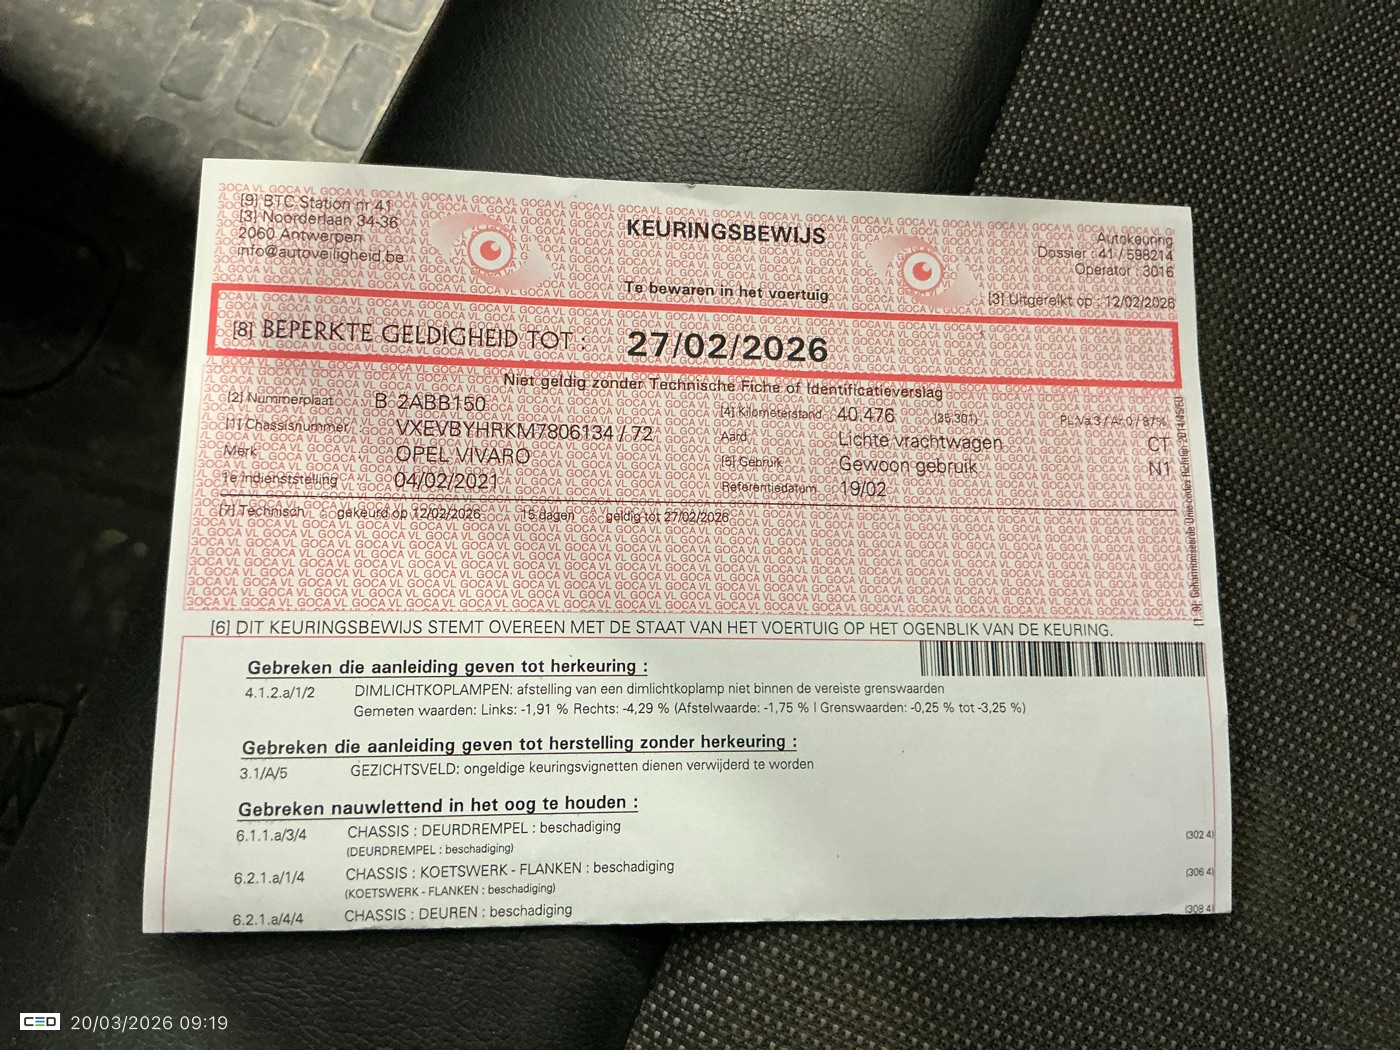 [9] BTC Station nr 41
[3] Noorderlaan 34-36
2060 Antwerpen
info@autoveiligheid.be
KEURINGSBEWIJS
Te bewaren in het voertuig
Autokeuring
Dossier : 41 / 598214
Operator : 3016
[3] Uitgereikt op : 12/02/2026
[8] BEPERKTE GELDIGHEID TOT : 27/02/2026
Niet geldig zonder Technische Fiche of Identificatieverslag
[2] Nummerplaat B 2ABB150
[1] Chassisnummer VXEVBYHRKM7806134 / 72
Merk OPEL VIVARO
1e Indienststelling 04/02/2021
[4] Kilometerstand 40.476 (35.301)
Aard Lichte vrachtwagen CT
[5] Gebruik Gewoon gebruik N1
Referentiedatum 19/02
[7] Technisch gekeurd op 12/02/2026 15 dagen geldig tot 27/02/2026
[6] DIT KEURINGSBEWIJS STEMT OVEREEN MET DE STAAT VAN HET VOERTUIG OP HET OGENBLIK VAN DE KEURING.
Gebreken die aanleiding geven tot herkeuring :
4.1.2.a/1/2 DIMLICHTKOPLAMPEN: afstelling van een dimlichtkoplamp niet binnen de vereiste grenswaarden
Gemeten waarden: Links: -1,91 % Rechts: -4,29 % (Afstelwaarde: -1,75 % | Grenswaarden: -0,25 % tot -3,25 %)
Gebreken die aanleiding geven tot herstelling zonder herkeuring :
3.1/A/5 GEZICHTSVELD: ongeldige keuringsvignetten dienen verwijderd te worden
Gebreken nauwlettend in het oog te houden :
6.1.1.a/3/4 CHASSIS : DEURDREMPEL : beschadiging (302 4)
(DEURDREMPEL : beschadiging)
6.2.1.a/1/4 CHASSIS : KOETSWERK - FLANKEN : beschadiging (306 4)
(KOETSWERK - FLANKEN : beschadiging)
6.2.1.a/4/4 CHASSIS : DEUREN : beschadiging (308 4)
CED 20/03/2026 09:19